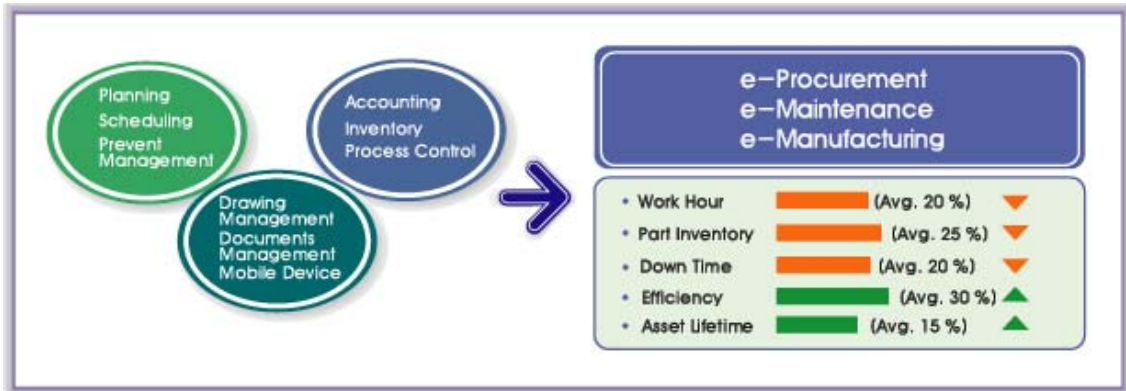 Planning
Scheduling
Prevent
Management
Accounting
Inventory
Process Control
Drawing
Management
Documents
Management
Mobile Device
e-Procurement
e-Maintenance
e-Manufacturing
• Work Hour (Avg. 20 %)
• Part Inventory (Avg. 25 %)
• Down Time (Avg. 20 %)
• Efficiency (Avg. 30 %)
• Asset Lifetime (Avg. 15 %)